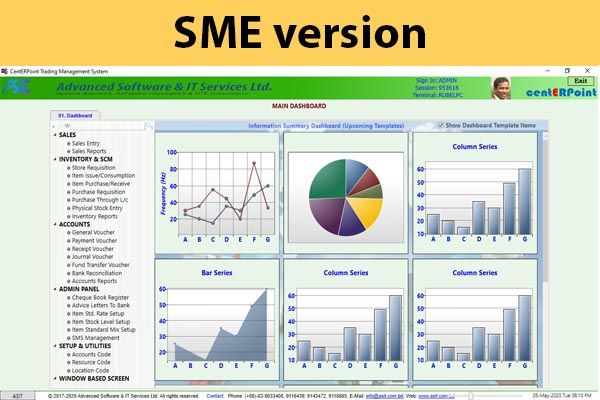 SME version
CentERPoint Trading Management System
ASIT
Advanced Software & IT Services Ltd.
Sign In: ADMIN
Session: 953616
Terminal: RUBELPC
Exit
centERPoint
MAIN DASHBOARD
01. Dashboard
Information Summary Dashboard (Upcoming Templates)
Show Dashboard Template Items
SALES
Sales Entry
Sales Reports
INVENTORY & SCM
Store Requisition
Item Issue/Consumption
Item Purchase/Receive
Purchase Requisition
Purchase Through L/c
Physical Stock Entry
Inventory Reports
ACCOUNTS
General Voucher
Payment Voucher
Receipt Voucher
Journal Voucher
Fund Transfer Voucher
Bank Reconciliation
Accounts Reports
ADMIN PANEL
Cheque Book Register
Advice Letters To Bank
Item Std. Rate Setup
Item Stock Level Setup
Item Standard Mix Setup
SMS Management
SETUP & UTILITIES
Accounts Code
Resource Code
Location Code
WINDOW BASED SCREEN
Frequency (Hz)
100
80
60
40
20
A B C D E F G
Column Series
60
50
40
30
20
10
A B C D E F G
Bar Series
60
50
40
30
20
10
A B C D E F G
Column Series
60
50
40
30
20
10
A B C D E F G
Column Series
60
50
40
30
20
10
A B C D E F G
ASIT
© 2017-2020 Advanced Software & IT Services Ltd. All rights reserved. Contact Phone: (+88)-02-9033408, 9116439, 9143472, 9118665, E-Mail: info@asit.com.bd Web: www.asit.com
05-May-2020 Tue 08:10 PM